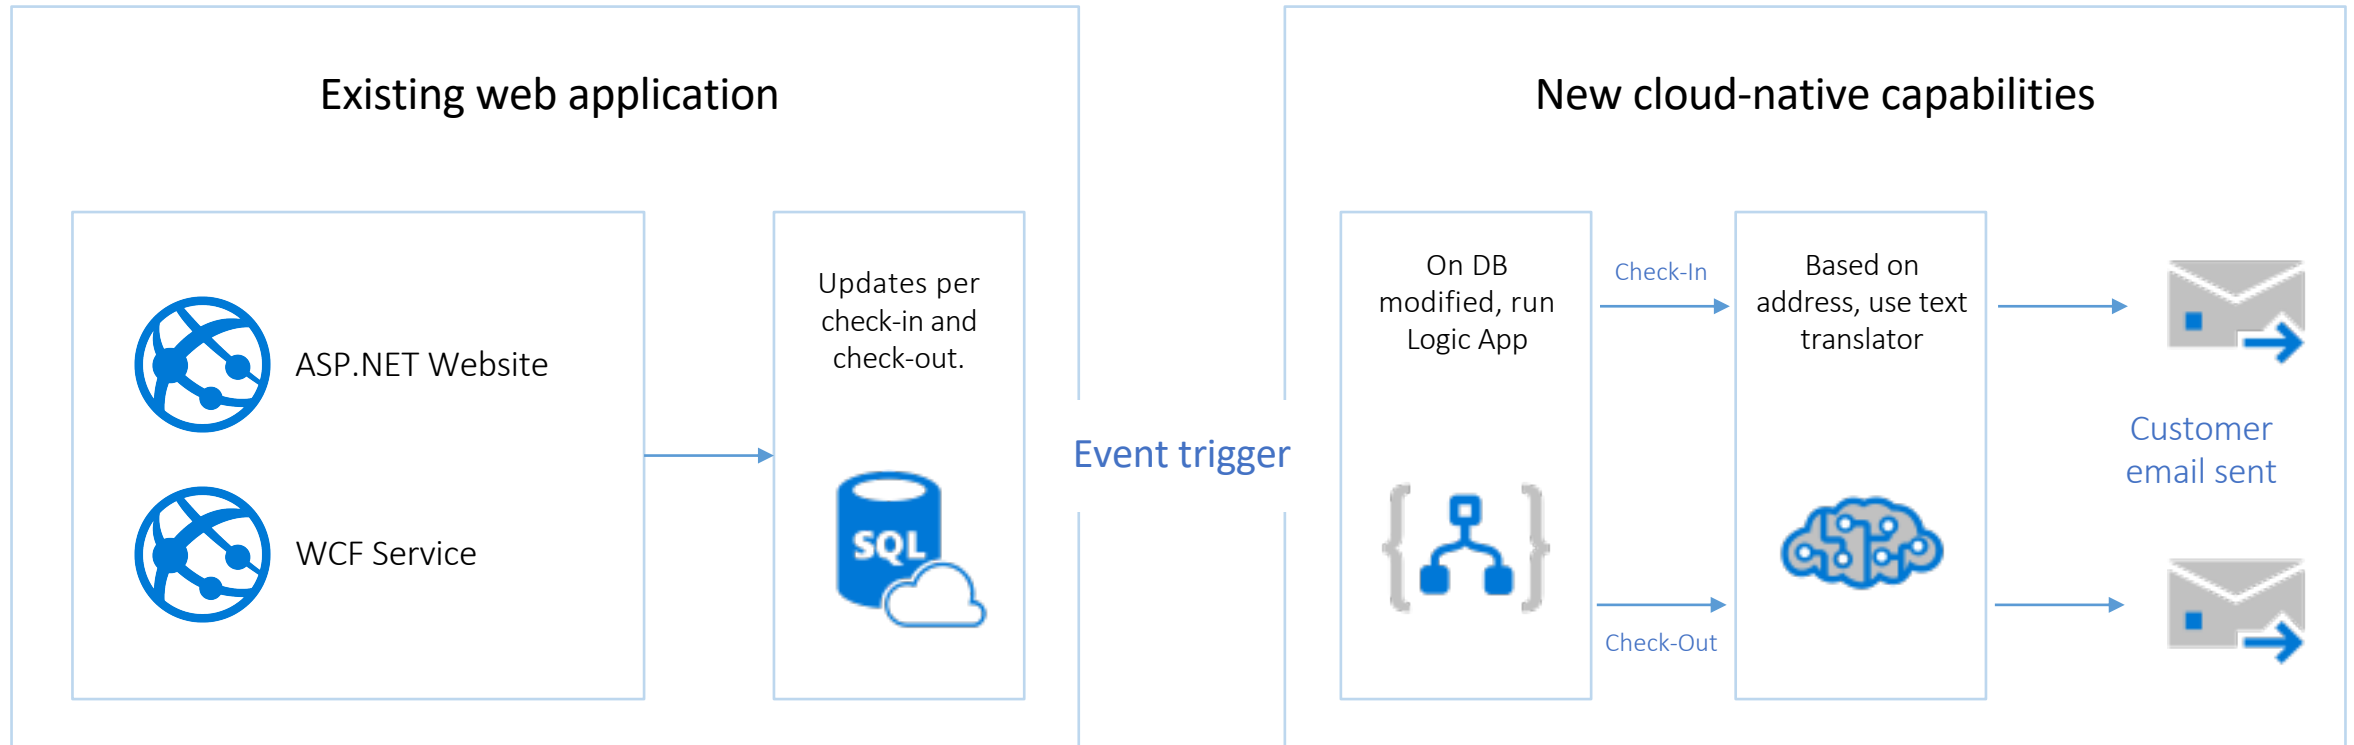 Existing web application
ASP.NET Website
WCF Service
Updates per
check-in and
check-out.
SQL
Event trigger
New cloud-native capabilities
On DB
modified, run
Logic App
Check-In
Check-Out
Based on
address, use text
translator
Customer
email sent